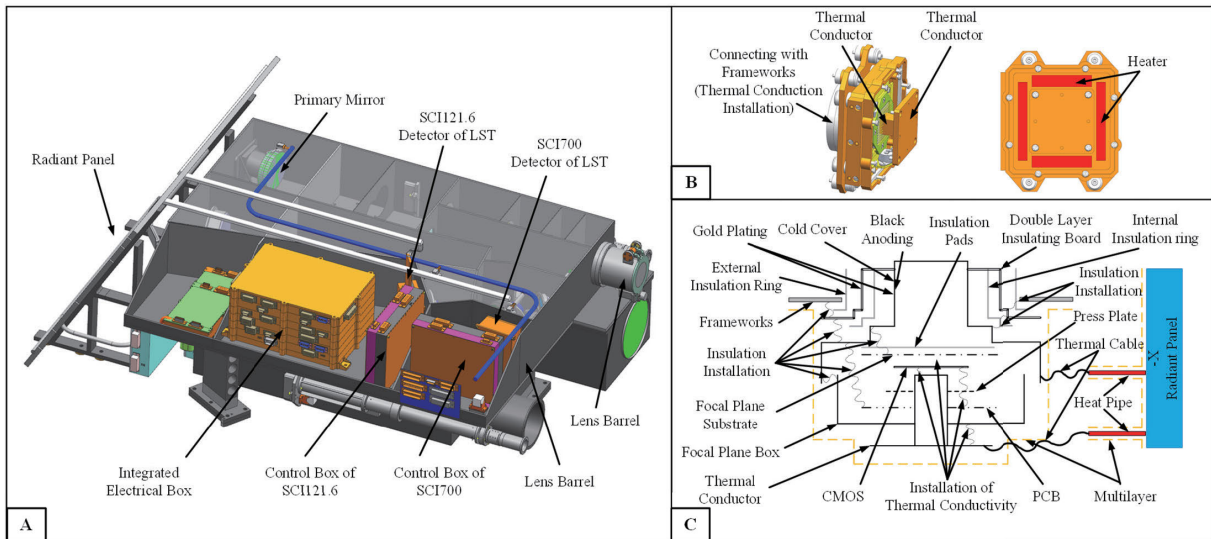 Primary Mirror
SCI121.6
Detector of LST
SCI700
Detector of LST
Radiant Panel
Lens Barrel
Integrated
Electrical Box
Control Box of
SCI121.6
Control Box of
SCI700
Lens Barrel
A
Thermal
Conductor
Thermal
Conductor
Connecting with
Frameworks
(Thermal Conduction
Installation)
Heater
B
Gold Plating
Cold Cover
Black
Anoding
Insulation
Pads
Double Layer
Insulating Board
Internal
Insulation ring
External
Insulation Ring
Insulation
Installation
Frameworks
Press Plate
Insulation
Installation
Thermal Cable
-X
Radiant Panel
Focal Plane
Substrate
Heat Pipe
Focal Plane Box
Thermal
Conductor
CMOS
Installation of
Thermal Conductivity
PCB
Multilayer
C